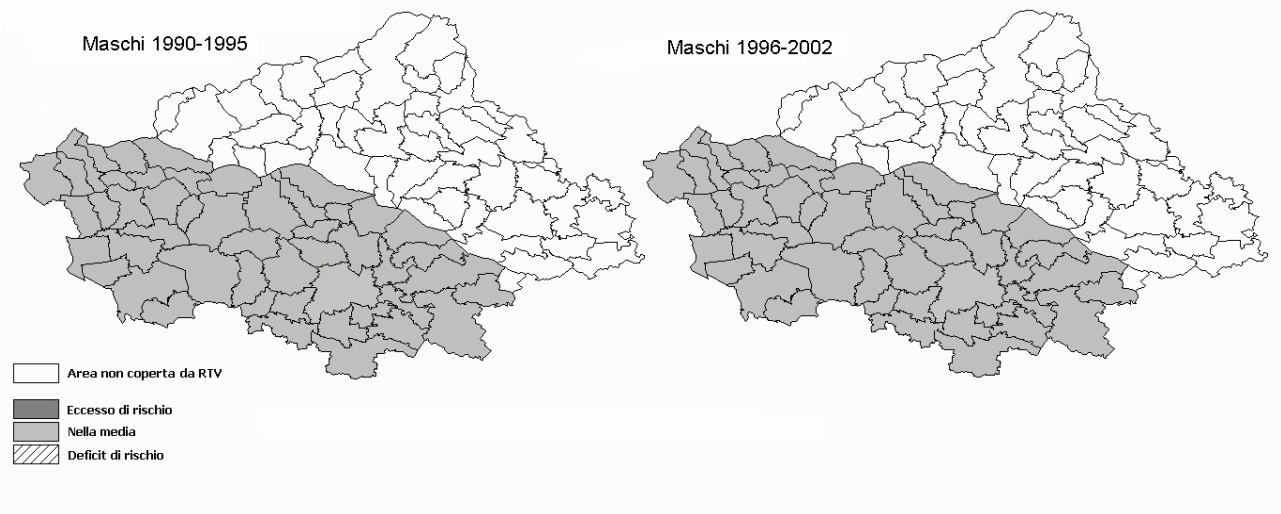 Maschi 1990-1995
Maschi 1996-2002
Area non coperta da RTV
Eccesso di rischio
Nella media
Deficit di rischio